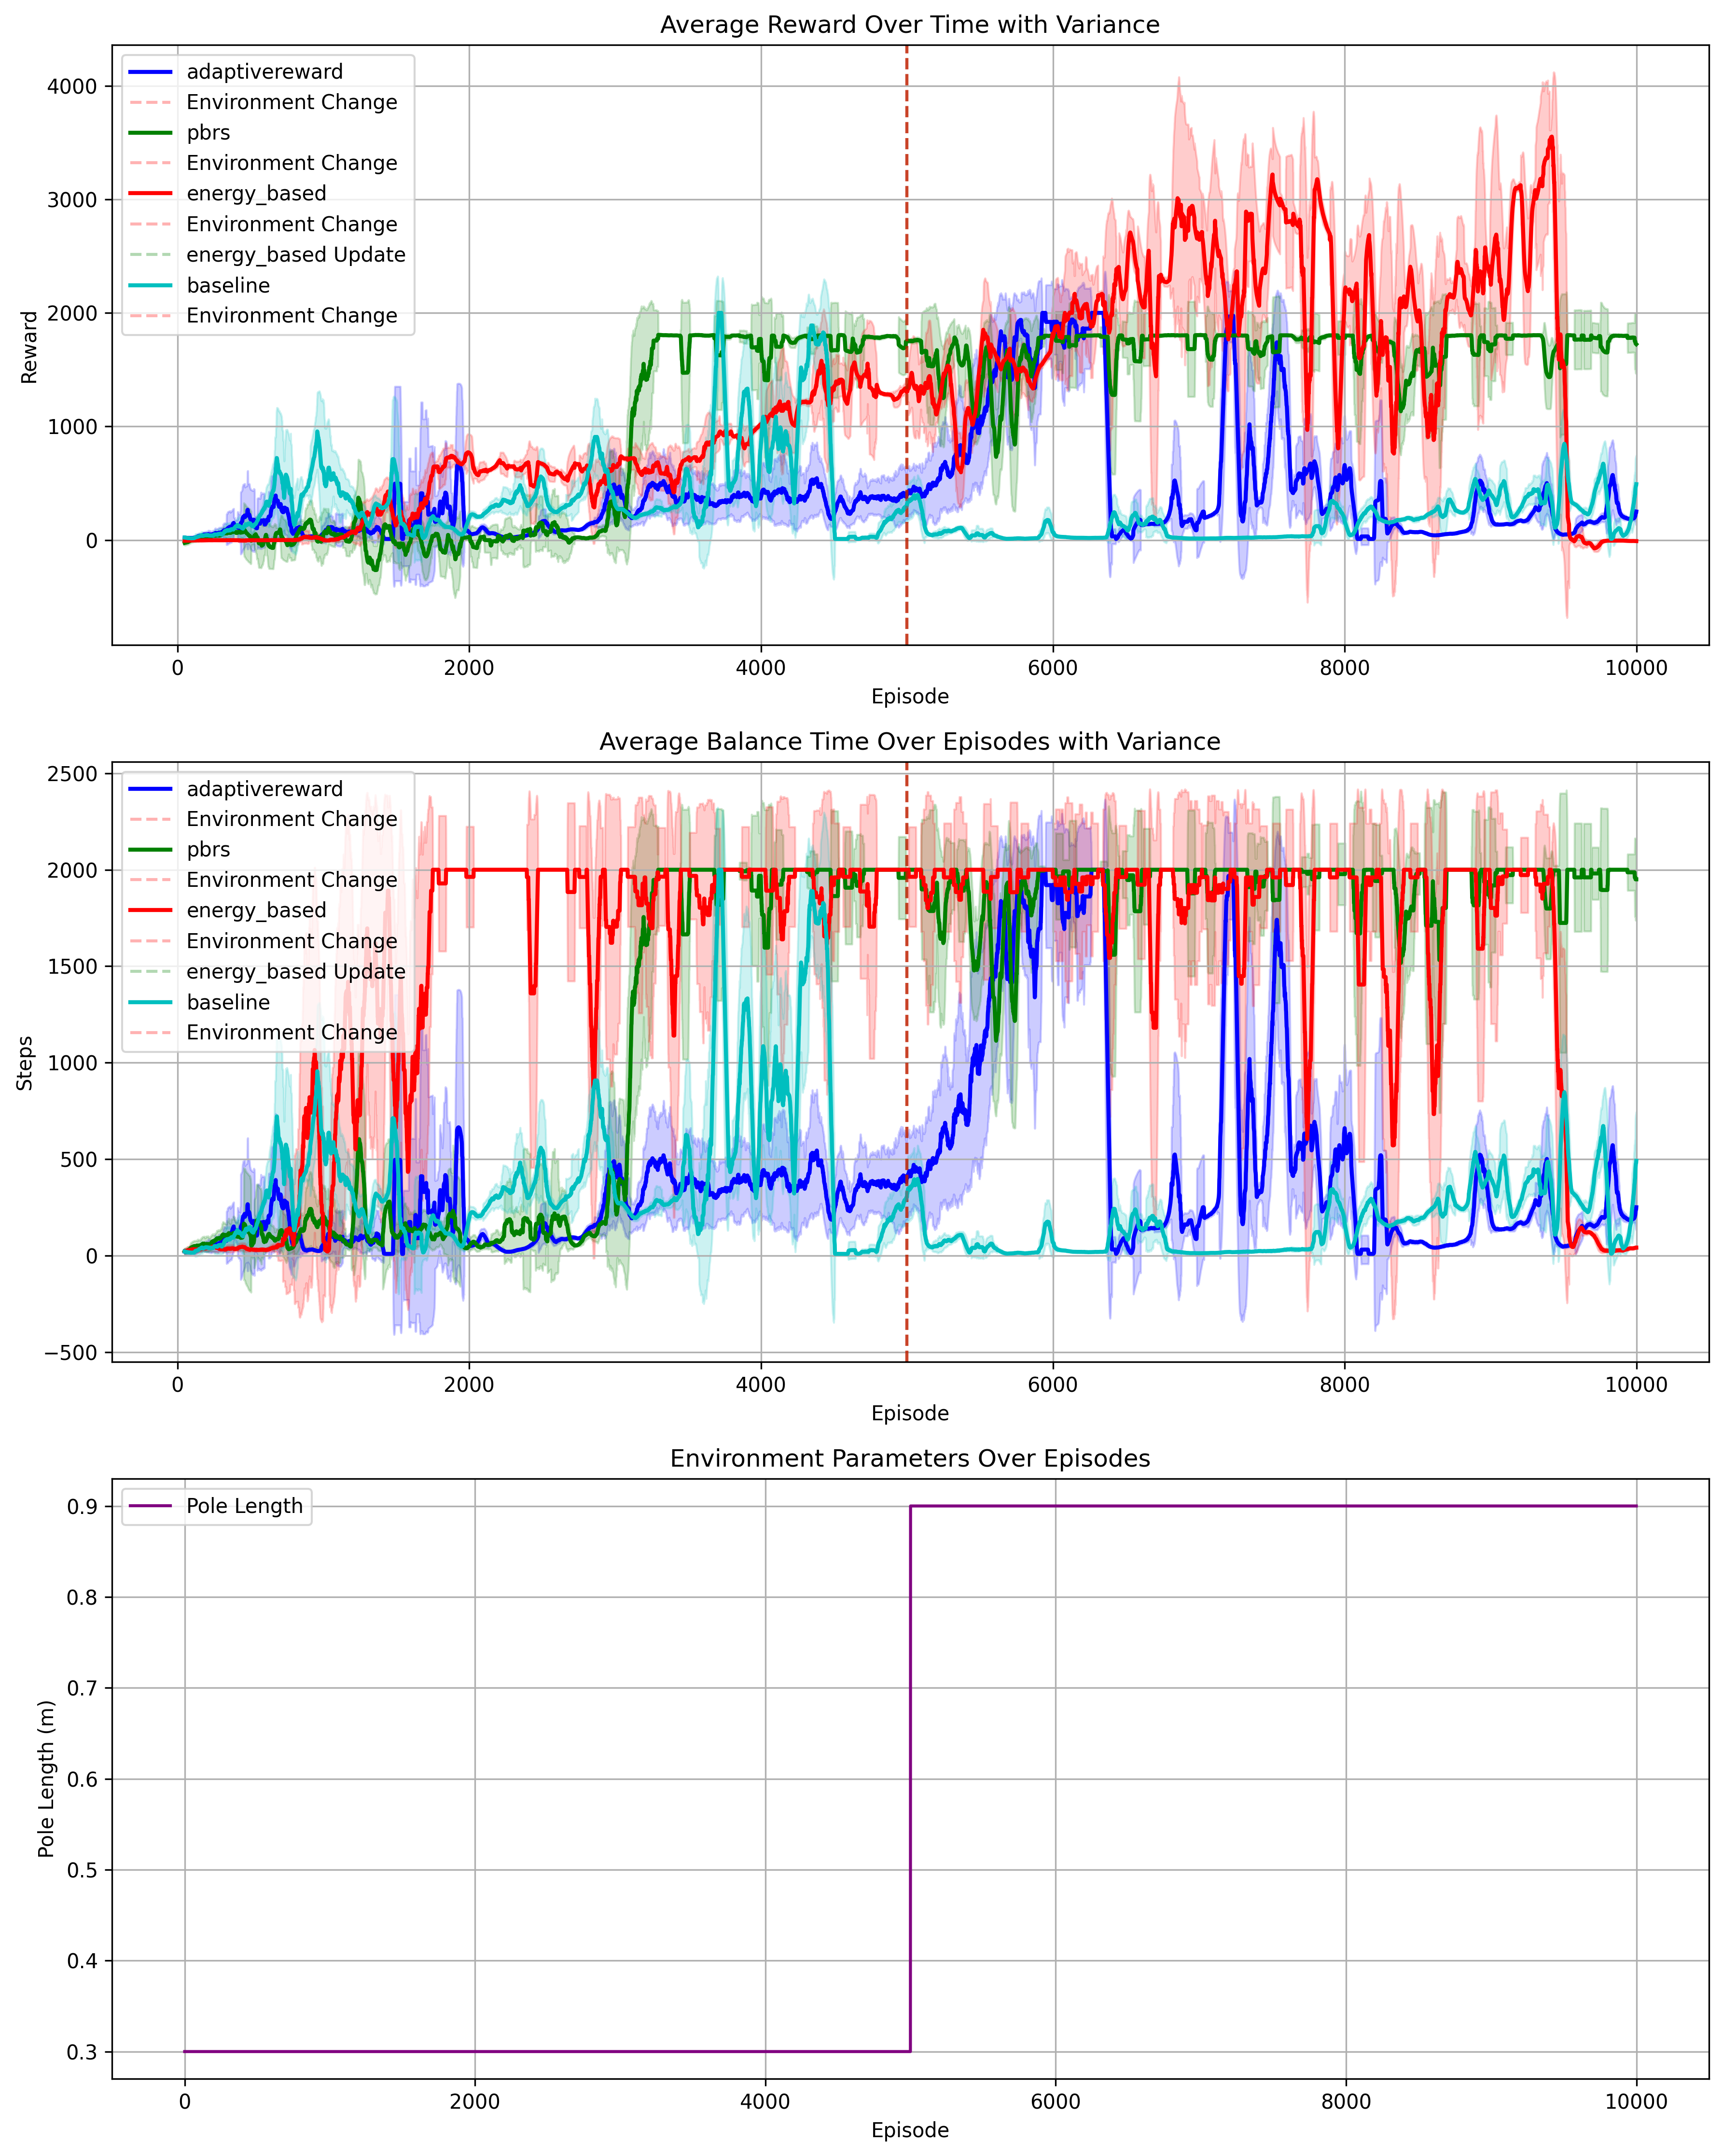 Average Reward Over Time with Variance
adaptivereward
Environment Change
pbrs
Environment Change
energy_based
Environment Change
energy_based Update
baseline
Environment Change
4000
3000
2000
1000
0
Reward
0 2000 4000 6000 8000 10000
Episode
Average Balance Time Over Episodes with Variance
adaptivereward
Environment Change
pbrs
Environment Change
energy_based
Environment Change
energy_based Update
baseline
Environment Change
2500
2000
1500
1000
500
0
−500
Steps
0 2000 4000 6000 8000 10000
Episode
Environment Parameters Over Episodes
Pole Length
0.9
0.8
0.7
0.6
0.5
0.4
0.3
Pole Length (m)
0 2000 4000 6000 8000 10000
Episode